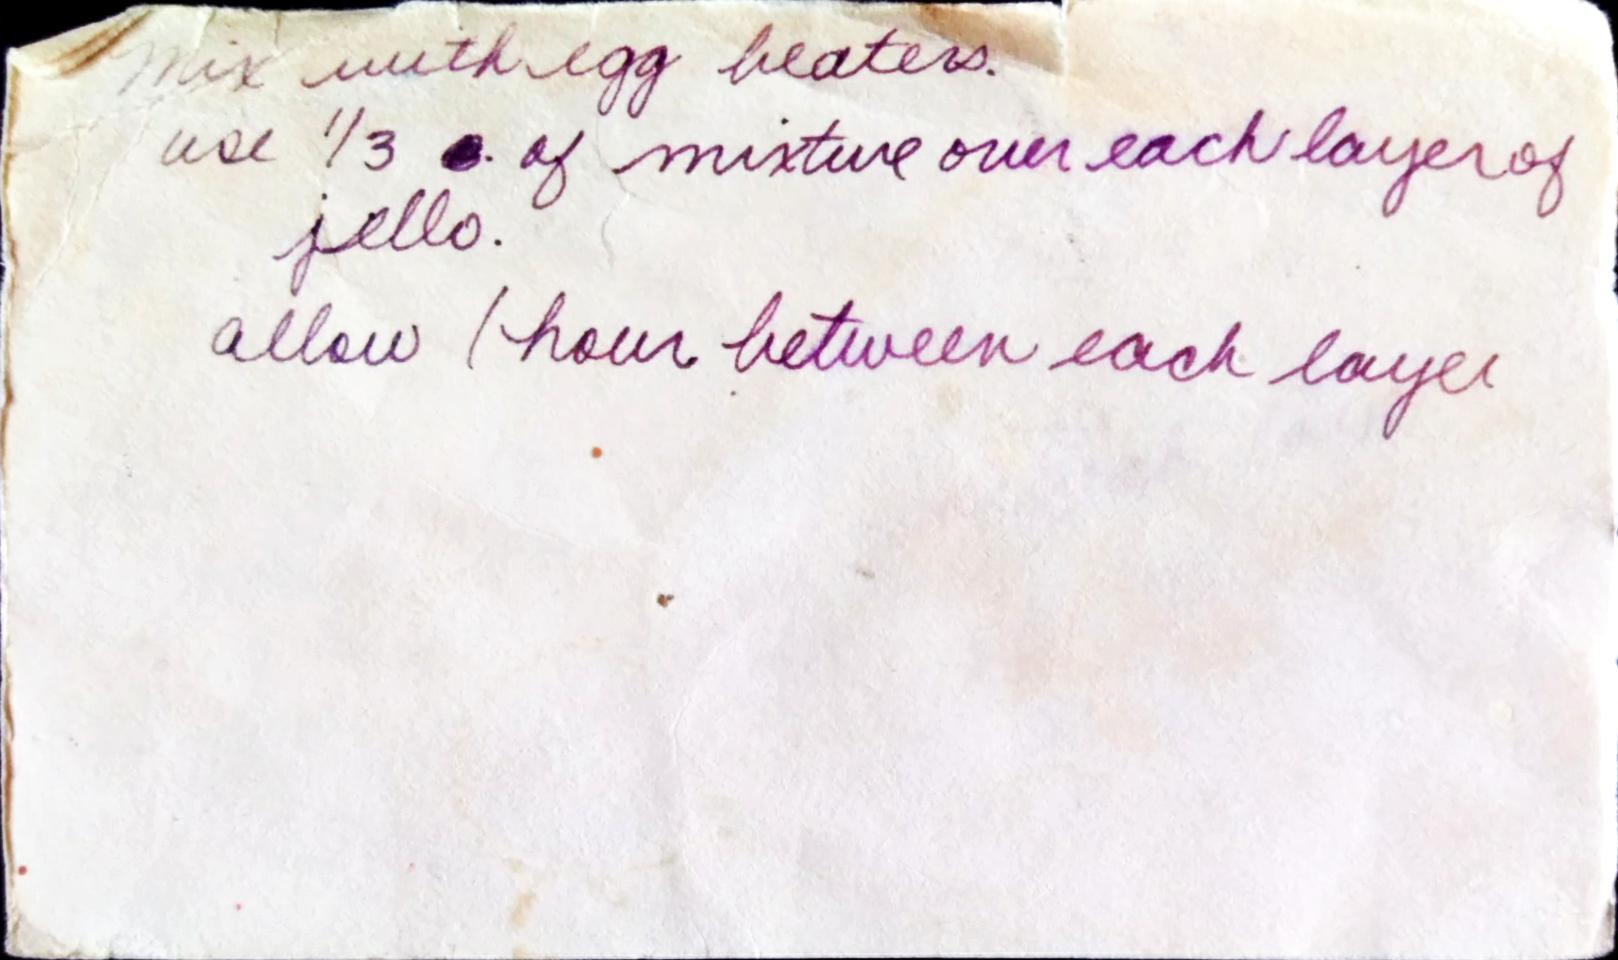 Mix with egg beaters.
use 1/3 c. of mixture over each layer of
jello.
allow 1 hour between each layer